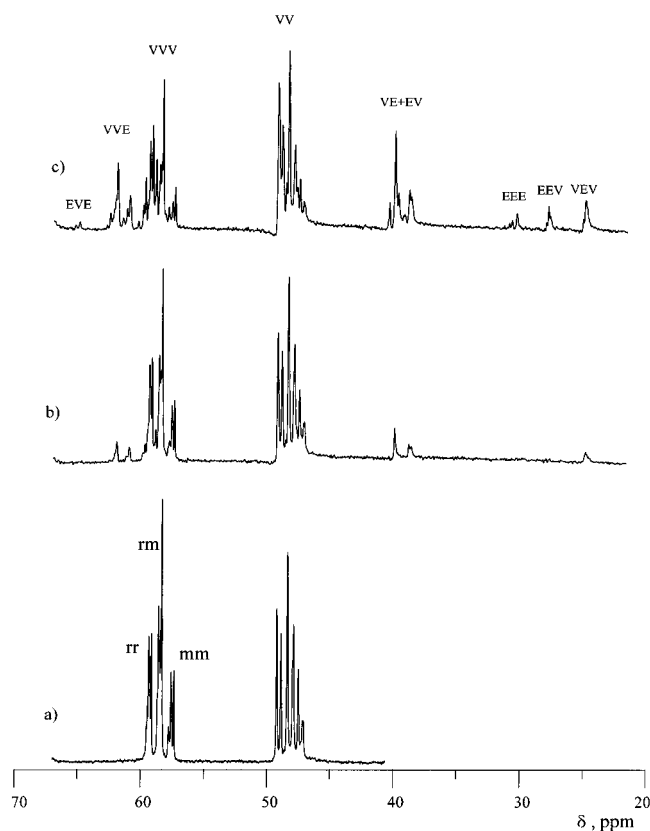 VV
VVV
VE+EV
VVE
c)
EVE
EEE
EEV
VEV
b)
rm
rr
mm
a)
70 60 50 40 30 20
δ , ppm